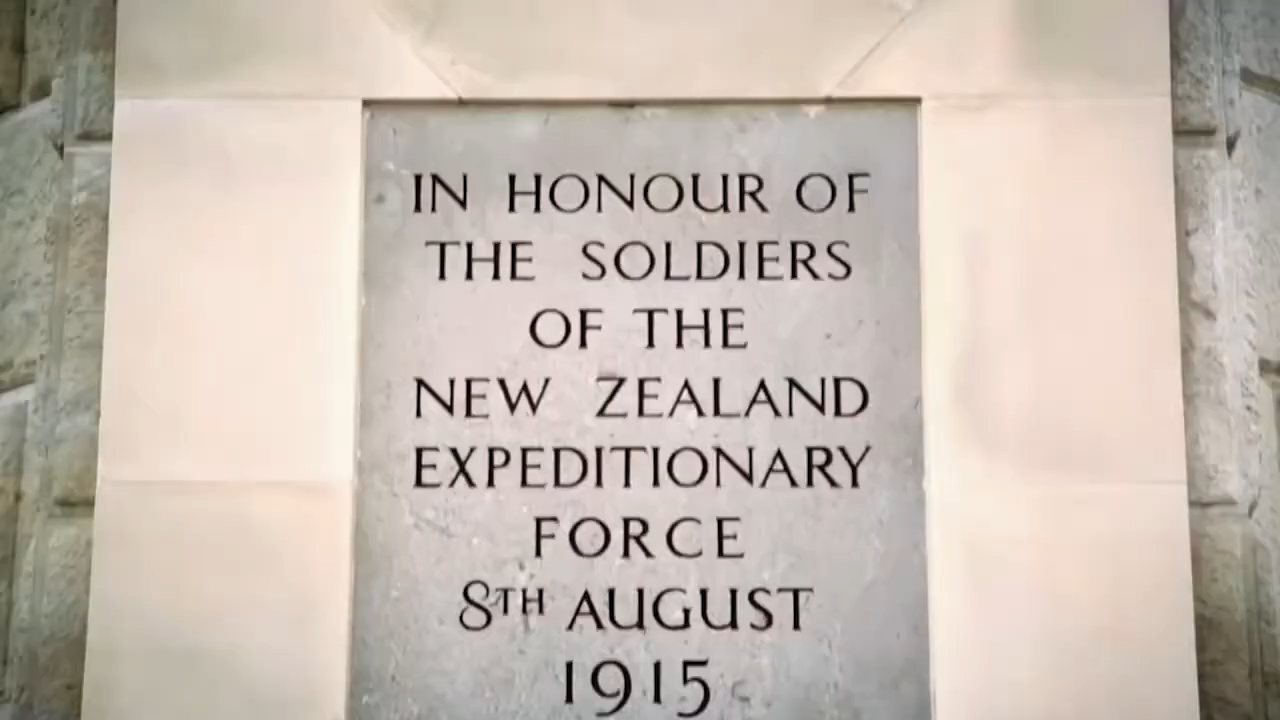 IN HONOUR OF
THE SOLDIERS
OF THE
NEW ZEALAND
EXPEDITIONARY
FORCE
8TH AUGUST
1915